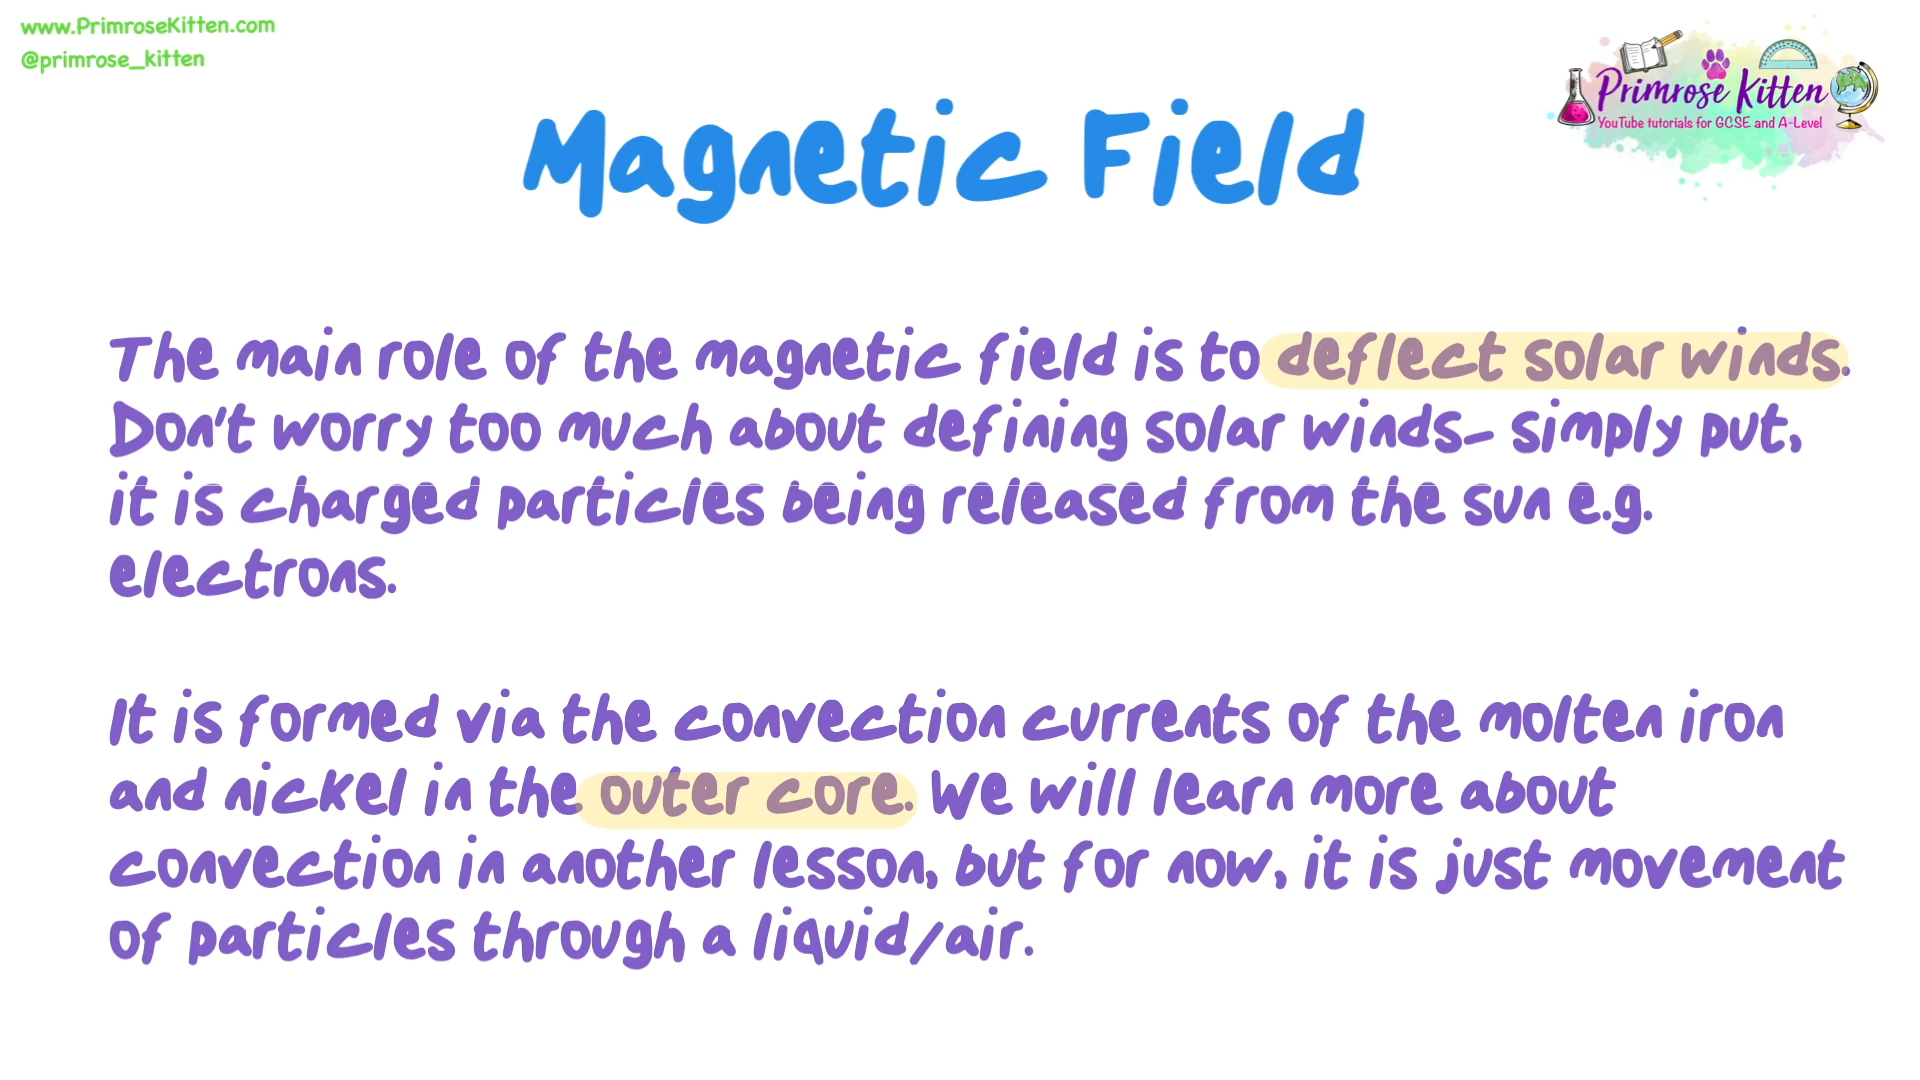 www.PrimroseKitten.com
@primrose_kitten
Primrose Kitten
YouTube tutorials for GCSE and A-Level
Magnetic Field
The main role of the magnetic field is to deflect solar winds.
Don't worry too much about defining solar winds- simply put,
it is charged particles being released from the sun e.g.
electrons.
It is formed via the convection currents of the molten iron
and nickel in the outer core. We will learn more about
convection in another lesson, but for now, it is just movement
of particles through a liquid/air.